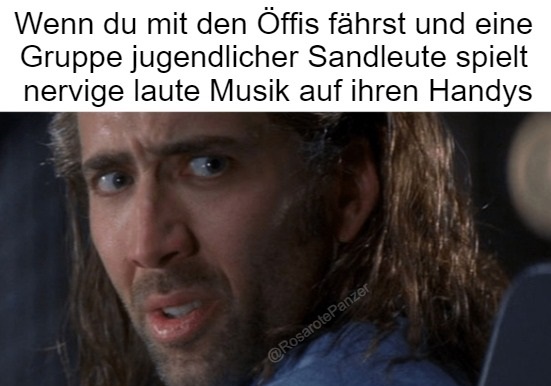 Wenn du mit den Öffis fährst und eine
Gruppe jugendlicher Sandleute spielt
nervige laute Musik auf ihren Handys
@RosarotePanzer